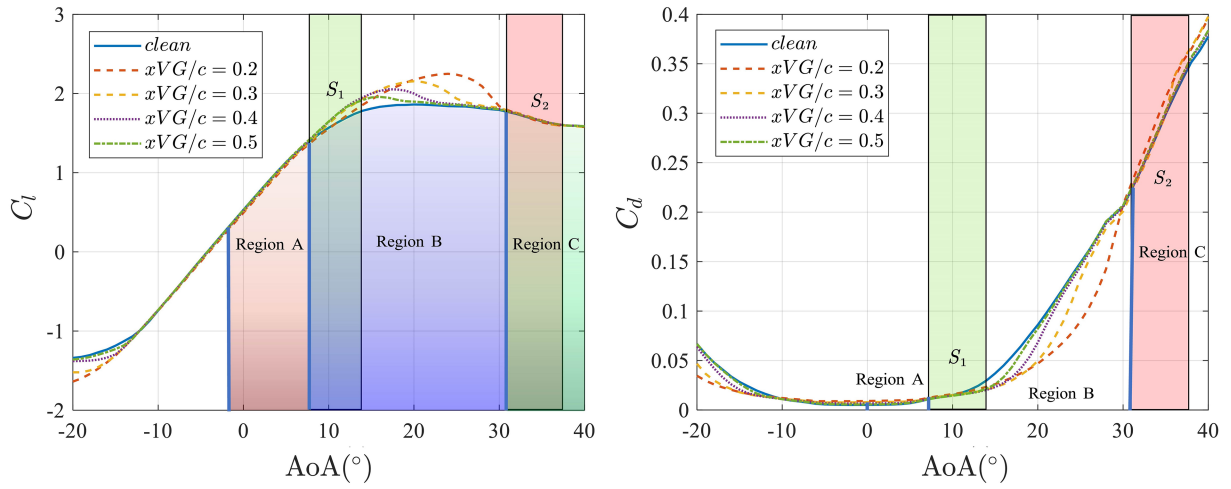 3
2
1
0
-1
-2
C_l
clean
xVG/c = 0.2
xVG/c = 0.3
xVG/c = 0.4
xVG/c = 0.5
S_1
S_2
Region A
Region B
Region C
-20
-10
0
10
20
30
40
AoA(°)
0.4
0.35
0.3
0.25
0.2
0.15
0.1
0.05
0
C_d
clean
xVG/c = 0.2
xVG/c = 0.3
xVG/c = 0.4
xVG/c = 0.5
S_2
Region C
S_1
Region A
Region B
-20
-10
0
10
20
30
40
AoA(°)